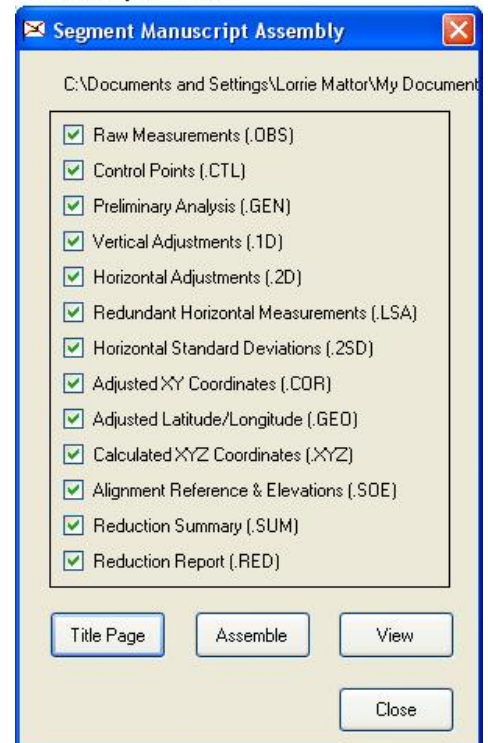 Segment Manuscript Assembly
C:\Documents and Settings\Lorrie Mattor\My Document
Raw Measurements (.OBS)
Control Points (.CTL)
Preliminary Analysis (.GEN)
Vertical Adjustments (.1D)
Horizontal Adjustments (.2D)
Redundant Horizontal Measurements (.LSA)
Horizontal Standard Deviations (.2SD)
Adjusted XY Coordinates (.COR)
Adjusted Latitude/Longitude (.GEO)
Calculated XYZ Coordinates (.XYZ)
Alignment Reference & Elevations (.SOE)
Reduction Summary (.SUM)
Reduction Report (.RED)
Title Page Assemble View
Close